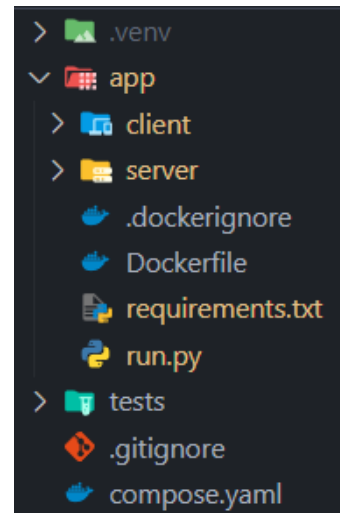 .venv
app
client
server
.dockerignore
Dockerfile
requirements.txt
run.py
tests
.gitignore
compose.yaml